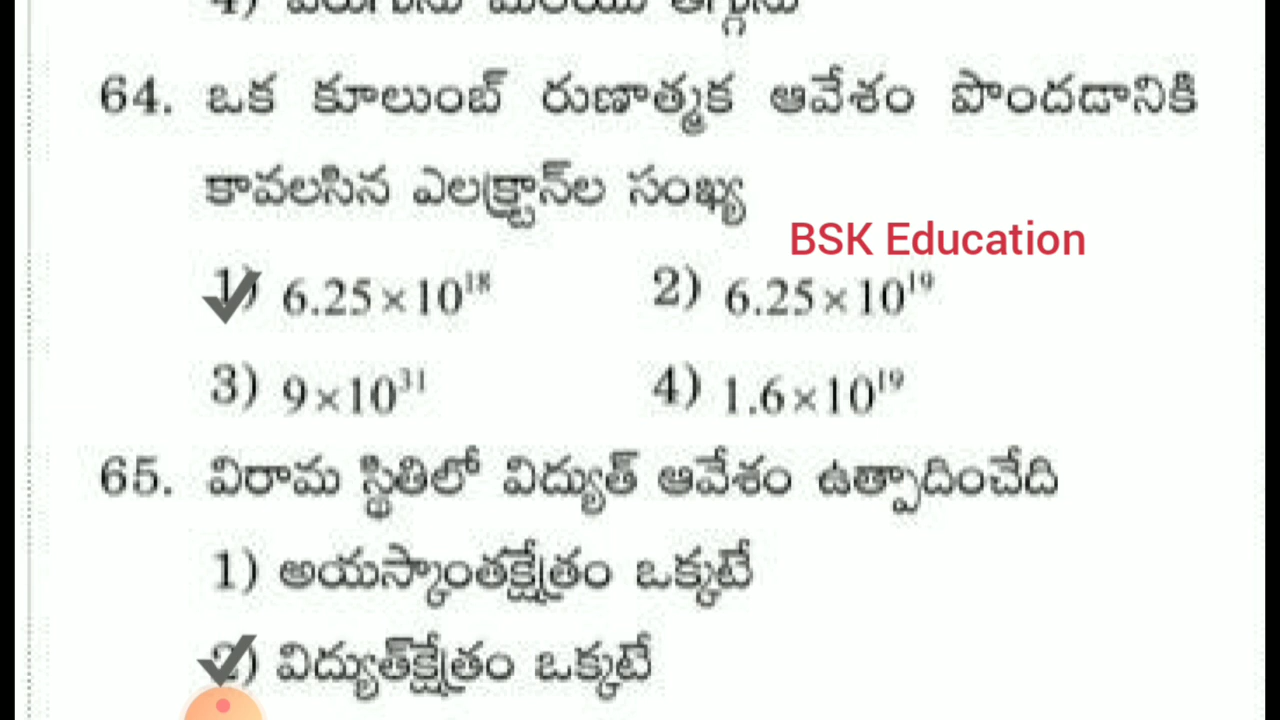 64. ఒక కూలుంబ్ రుణాత్మక ఆవేశం పొందడానికి
కావలసిన ఎలక్ట్రాన్‌ల సంఖ్య
BSK Education
1) 6.25×10¹⁸ 2) 6.25×10¹⁹
3) 9×10³¹ 4) 1.6×10¹⁹
65. విరామ స్థితిలో విద్యుత్ ఆవేశం ఉత్పాదించేది
1) అయస్కాంతక్షేత్రం ఒక్కటే
2) విద్యుత్‌క్షేత్రం ఒక్కటే